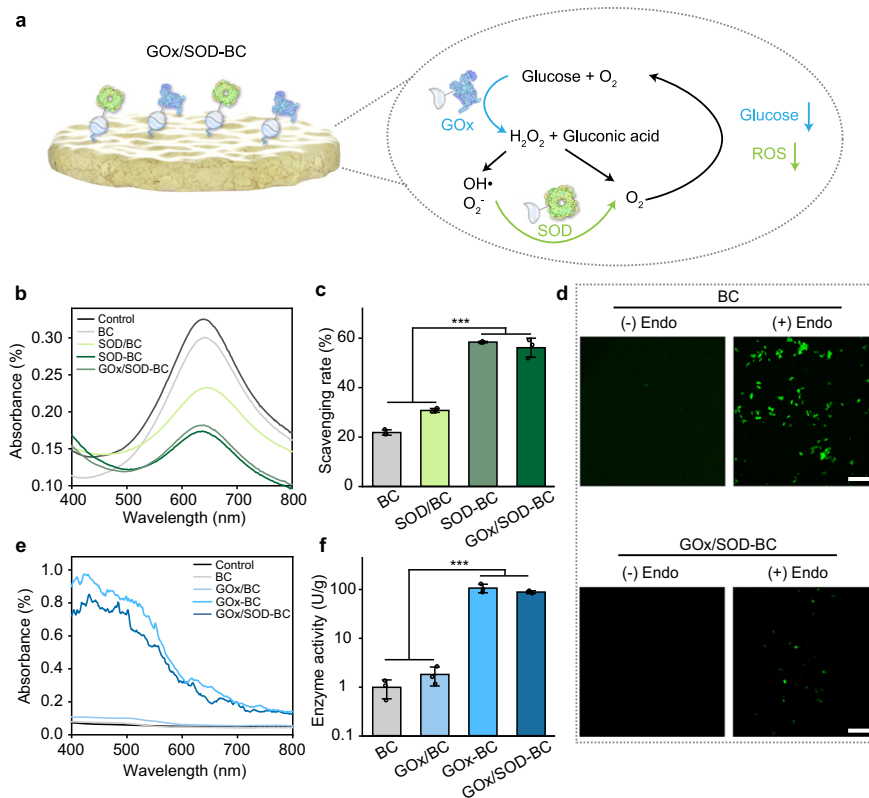 a
GOx/SOD-BC
Glucose + O₂
GOx
H₂O₂ + Gluconic acid
OH•
O₂⁻
SOD
O₂
Glucose ↓
ROS ↓
b
Control
BC
SOD/BC
SOD-BC
GOx/SOD-BC
Absorbance (%)
0.30
0.25
0.20
0.15
0.10
400 500 600 700 800
Wavelength (nm)
c
***
Scavenging rate (%)
60
40
20
0
BC
SOD/BC
SOD-BC
GOx/SOD-BC
d
BC
(-) Endo (+) Endo
GOx/SOD-BC
(-) Endo (+) Endo
e
Control
BC
GOx/BC
GOx-BC
GOx/SOD-BC
Absorbance (%)
1.0
0.8
0.6
0.4
0.2
0.0
400 500 600 700 800
Wavelength (nm)
f
***
Enzyme activity (U/g)
100
10
1
0.1
BC
GOx/BC
GOx-BC
GOx/SOD-BC